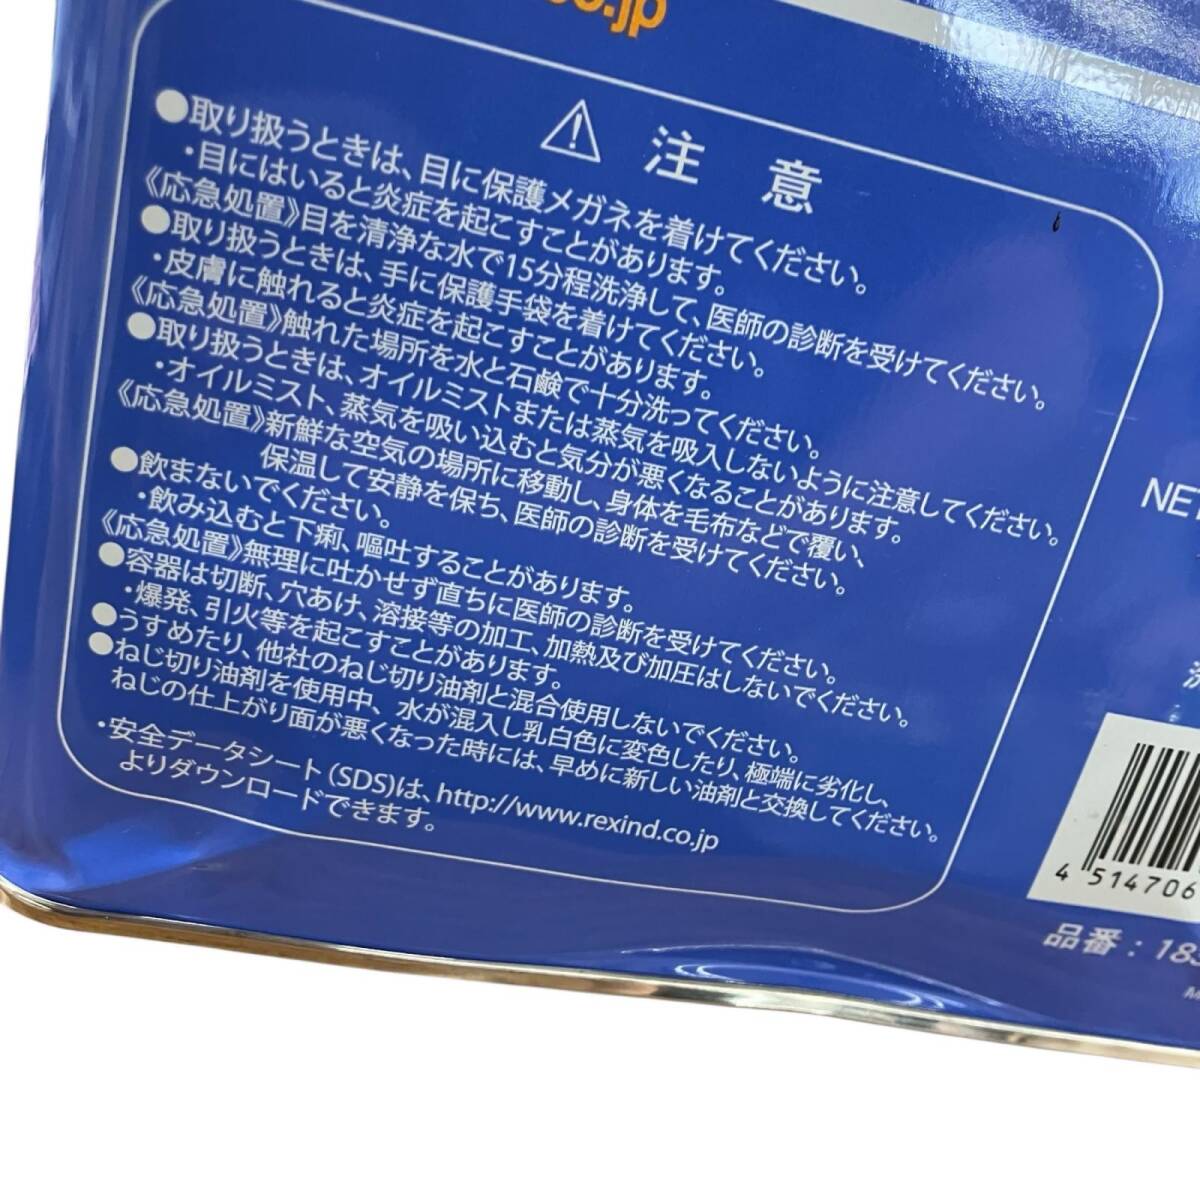 co.jp
注意
●取り扱うときは、目に保護メガネを着けてください。
・目にはいると炎症を起こすことがあります。
《応急処置》目を清浄な水で15分程洗浄して、医師の診断を受けてください。
●取り扱うときは、手に保護手袋を着けてください。
・皮膚に触れると炎症を起こすことがあります。
《応急処置》触れた場所を水と石鹸で十分洗ってください。
●取り扱うときは、オイルミストまたは蒸気を吸入しないように注意してください。
・オイルミスト、蒸気を吸い込むと気分が悪くなることがあります。
《応急処置》新鮮な空気の場所に移動し、身体を毛布などで覆い、
保温して安静を保ち、医師の診断を受けてください。
●飲まないでください。
・飲み込むと下痢、嘔吐することがあります。
《応急処置》無理に吐かせず直ちに医師の診断を受けてください。
●容器は切断、穴あけ、溶接等の加工、加熱及び加圧はしないでください。
・爆発、引火等を起こすことがあります。
●うすめたり、他社のねじ切り油剤と混合使用しないでください。
●ねじ切り油剤を使用中、水が混入し乳白色に変色したり、極端に劣化し、
ねじの仕上がり面が悪くなった時には、早めに新しい油剤と交換してください。
・安全データシート(SDS)は、http://www.rexind.co.jp
よりダウンロードできます。
NE
4 514706
品番：18